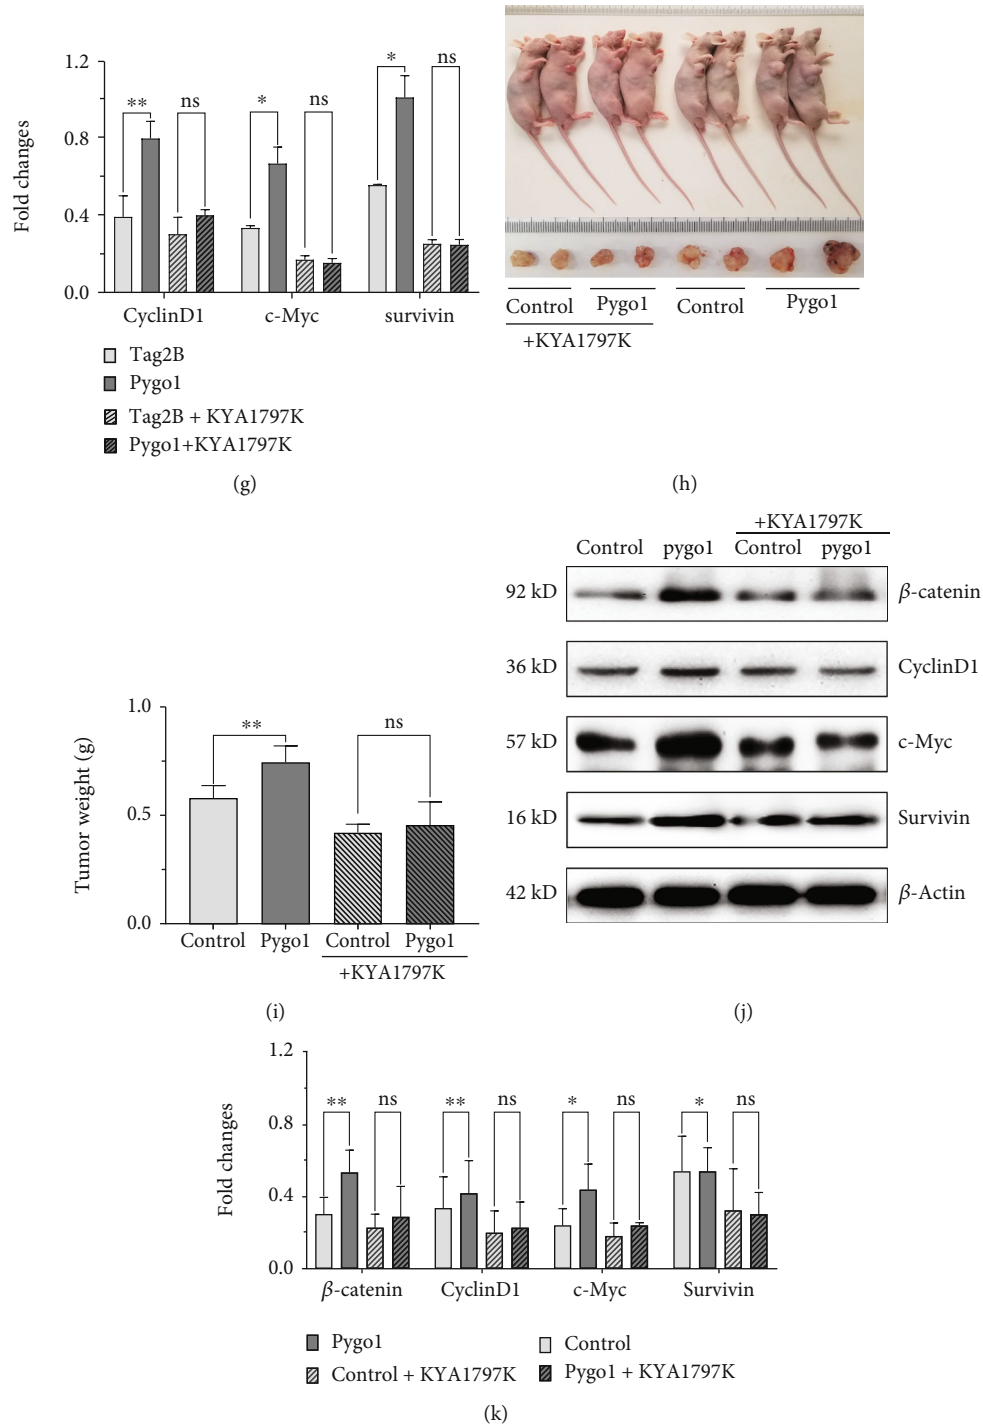 1.2
0.8
0.4
0.0
Fold changes
** ns * ns * ns
CyclinD1 c-Myc survivin
Tag2B
Pygo1
Tag2B + KYA1797K
Pygo1+KYA1797K
(g)
Control Pygo1 Control Pygo1
+KYA1797K
(h)
1.0
0.5
0.0
Tumor weight (g)
** ns
Control Pygo1 Control Pygo1
+KYA1797K
(i)
+KYA1797K
Control pygo1 Control pygo1
92 kD β-catenin
36 kD CyclinD1
57 kD c-Myc
16 kD Survivin
42 kD β-Actin
(j)
1.2
0.8
0.4
0.0
Fold changes
** ns ** ns * ns * ns
β-catenin CyclinD1 c-Myc Survivin
Pygo1 Control
Control + KYA1797K Pygo1 + KYA1797K
(k)